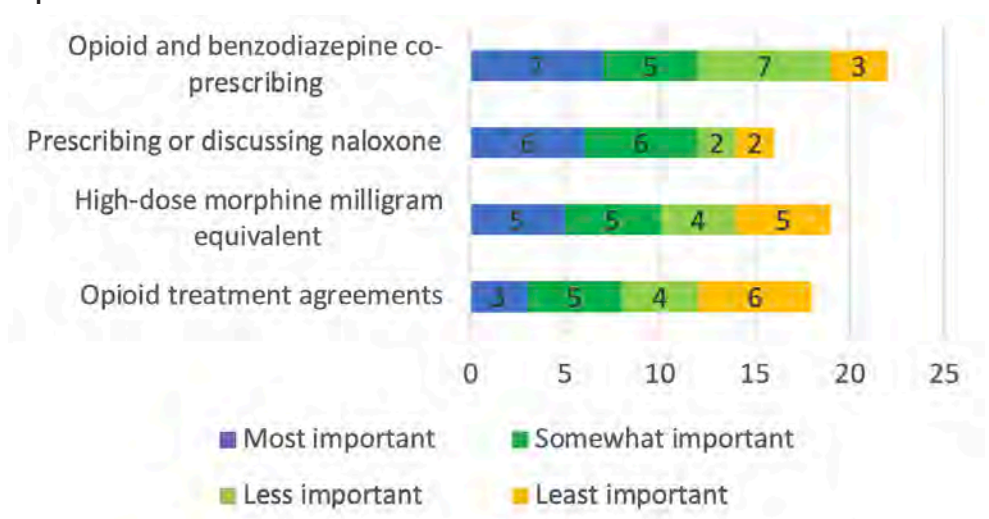 Opioid and benzodiazepine co-
prescribing
7 5 7 3
Prescribing or discussing naloxone
6 6 2 2
High-dose morphine milligram
equivalent
5 5 4 5
Opioid treatment agreements
3 5 4 6
0 5 10 15 20 25
Most important
Somewhat important
Less important
Least important